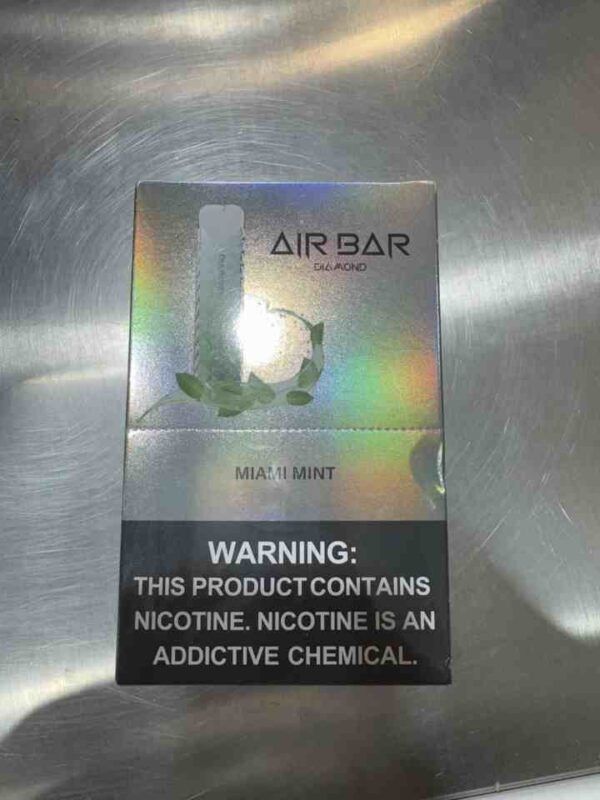 AIR BAR
DIAMOND
MIAMI MINT
WARNING:
THIS PRODUCT CONTAINS
NICOTINE. NICOTINE IS AN
ADDICTIVE CHEMICAL.